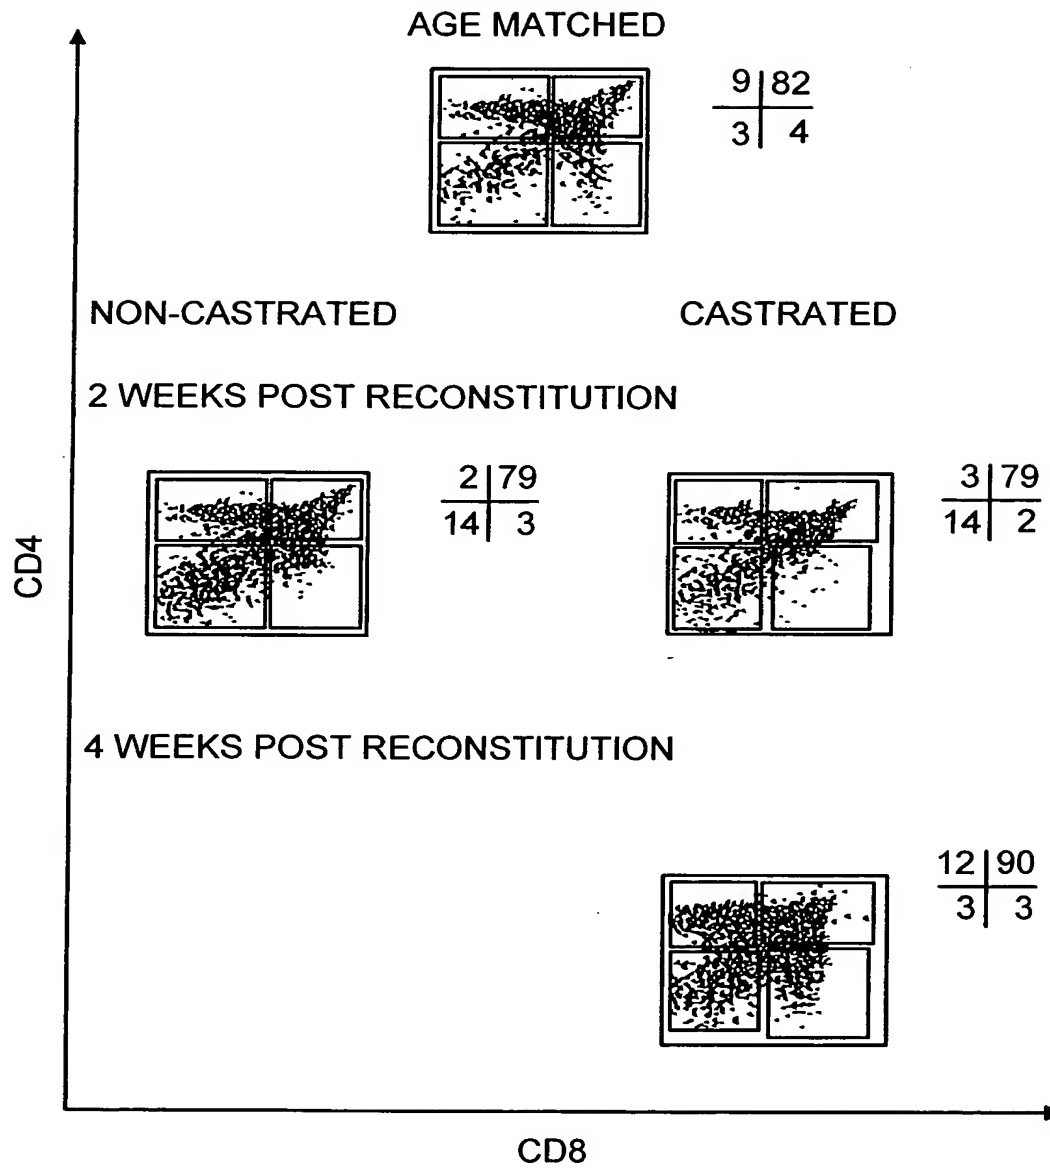 AGE MATCHED
9 82
3 4
NON-CASTRATED CASTRATED
2 WEEKS POST RECONSTITUTION
2 79
14 3
3 79
14 2
CD4
4 WEEKS POST RECONSTITUTION
12 90
3 3
CD8